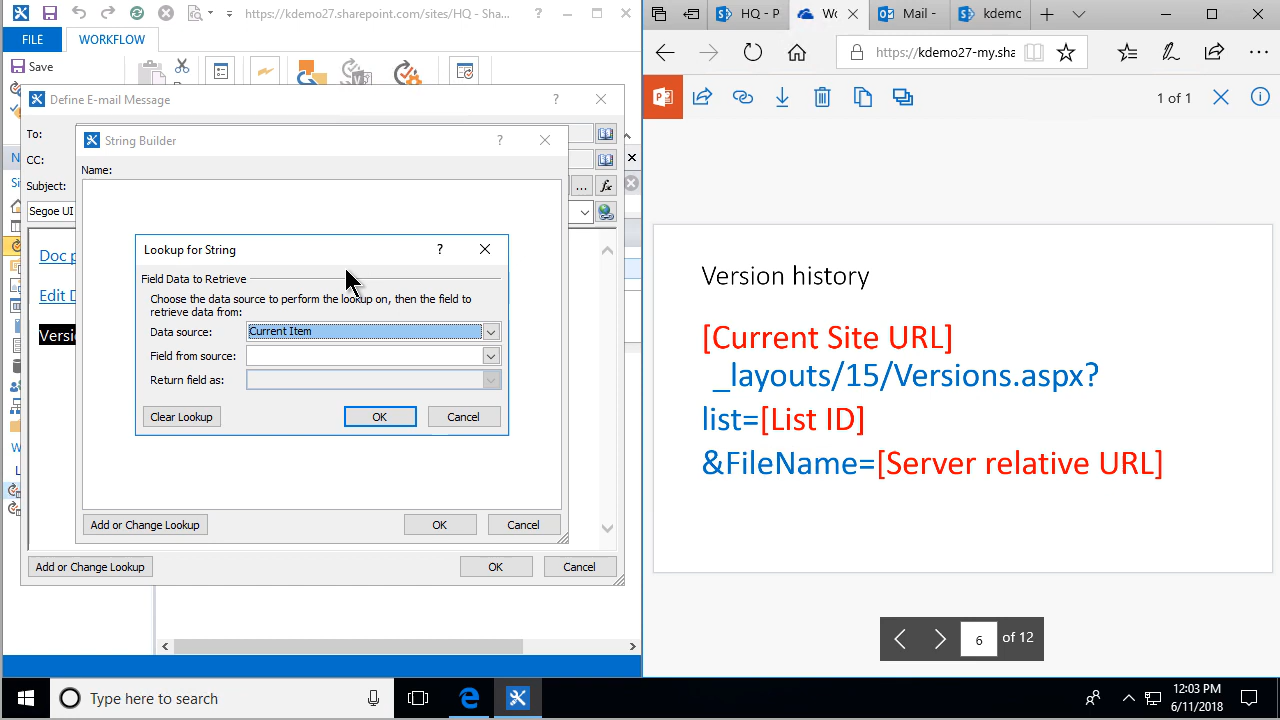 https://kdemo27.sharepoint.com/sites/HQ - Sha...
FILE
WORKFLOW
Save
Define E-mail Message
To:
CC:
Subject:
Segoe UI
String Builder
Name:
Doc p
Edit D
Versi
Lookup for String
Field Data to Retrieve
Choose the data source to perform the lookup on, then the field to
retrieve data from:
Data source:
Current Item
Field from source:
Return field as:
Clear Lookup
OK
Cancel
Add or Change Lookup
OK
Cancel
Add or Change Lookup
OK
Cancel
HQ - P
Wo
Mail -
kdemc
https://kdemo27-my.sha
1 of 1
Version history
[Current Site URL]
_layouts/15/Versions.aspx?
list=[List ID]
&FileName=[Server relative URL]
6 of 12
Type here to search
12:03 PM
6/11/2018